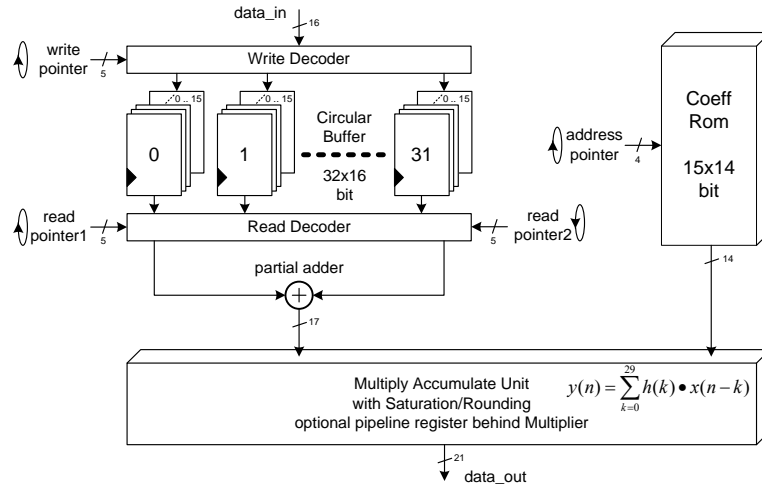 data_in
16
write
pointer
5
Write Decoder
0 .. 15
0 .. 15
0 .. 15
0
1
Circular
Buffer
32x16
bit
31
address
pointer
4
Coeff
Rom
15x14
bit
read
pointer1
5
Read Decoder
5
read
pointer2
partial adder
+
17
14
Multiply Accumulate Unit
with Saturation/Rounding
optional pipeline register behind Multiplier
y(n) = ∑_{k=0}^{29} h(k) • x(n−k)
21
data_out